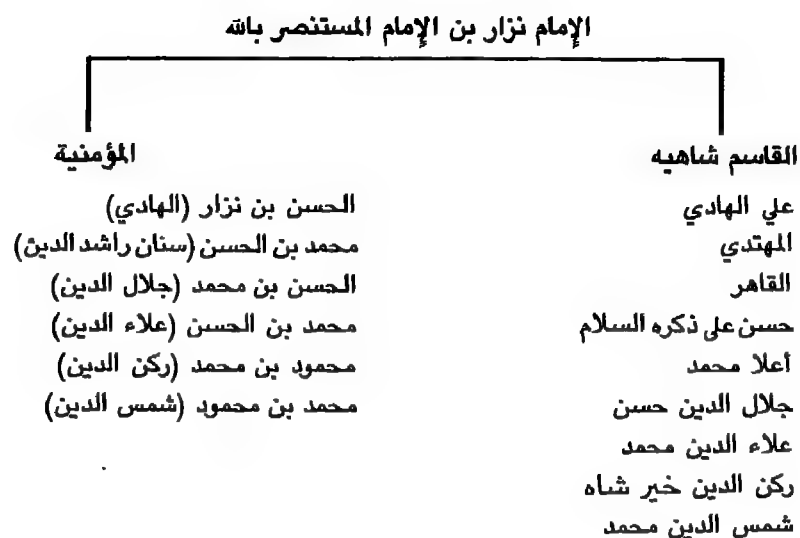 الإمام نزار بن الإمام المستنصر بالله
القاسم شاهيه
علي الهادي
المهتدي
القاهر
حسن على ذكره السلام
أعلا محمد
جلال الدين حسن
علاء الدين محمد
ركن الدين خير شاه
شمس الدين محمد
المؤمنية
الحسن بن نزار (الهادي)
محمد بن الحسن (سنان راشد الدين)
الحسن بن محمد (جلال الدين)
محمد بن الحسن (علاء الدين)
محمود بن محمد (ركن الدين)
محمد بن محمود (شمس الدين)